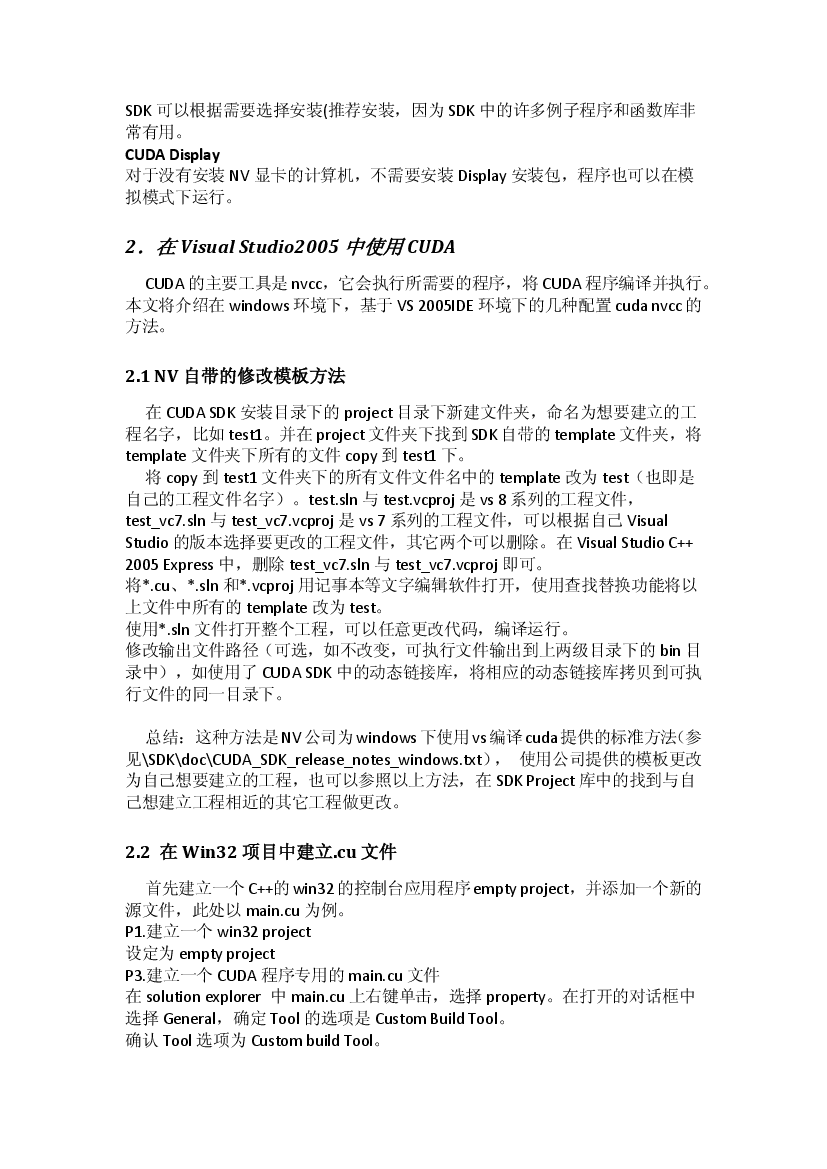 SDK 可以根据需要选择安装(推荐安装，因为 SDK 中的许多例子程序和函数库非
常有用。
CUDA Display
对于没有安装 NV 显卡的计算机，不需要安装 Display 安装包，程序也可以在模
拟模式下运行。
2．在 Visual Studio2005 中使用 CUDA
CUDA 的主要工具是 nvcc，它会执行所需要的程序，将 CUDA 程序编译并执行。
本文将介绍在 windows 环境下，基于 VS 2005IDE 环境下的几种配置 cuda nvcc 的
方法。
2.1 NV 自带的修改模板方法
在 CUDA SDK 安装目录下的 project 目录下新建文件夹，命名为想要建立的工
程名字，比如 test1。并在 project 文件夹下找到 SDK 自带的 template 文件夹，将
template 文件夹下所有的文件 copy 到 test1 下。
将 copy 到 test1 文件夹下的所有文件文件名中的 template 改为 test（也即是
自己的工程文件名字）。test.sln 与 test.vcproj 是 vs 8 系列的工程文件，
test_vc7.sln 与 test_vc7.vcproj 是 vs 7 系列的工程文件，可以根据自己 Visual
Studio 的版本选择要更改的工程文件，其它两个可以删除。在 Visual Studio C++
2005 Express 中，删除 test_vc7.sln 与 test_vc7.vcproj 即可。
将*.cu、*.sln 和*.vcproj 用记事本等文字编辑软件打开，使用查找替换功能将以
上文件中所有的 template 改为 test。
使用*.sln 文件打开整个工程，可以任意更改代码，编译运行。
修改输出文件路径（可选，如不改变，可执行文件输出到上两级目录下的 bin 目
录中），如使用了 CUDA SDK 中的动态链接库，将相应的动态链接库拷贝到可执
行文件的同一目录下。
总结：这种方法是 NV 公司为 windows 下使用 vs 编译 cuda 提供的标准方法（参
见\SDK\doc\CUDA_SDK_release_notes_windows.txt）， 使用公司提供的模板更改
为自己想要建立的工程，也可以参照以上方法，在 SDK Project 库中的找到与自
己想建立工程相近的其它工程做更改。
2.2 在 Win32 项目中建立.cu 文件
首先建立一个 C++的 win32 的控制台应用程序 empty project，并添加一个新的
源文件，此处以 main.cu 为例。
P1.建立一个 win32 project
设定为 empty project
P3.建立一个 CUDA 程序专用的 main.cu 文件
在 solution explorer 中 main.cu 上右键单击，选择 property。在打开的对话框中
选择 General，确定 Tool 的选项是 Custom Build Tool。
确认 Tool 选项为 Custom build Tool。